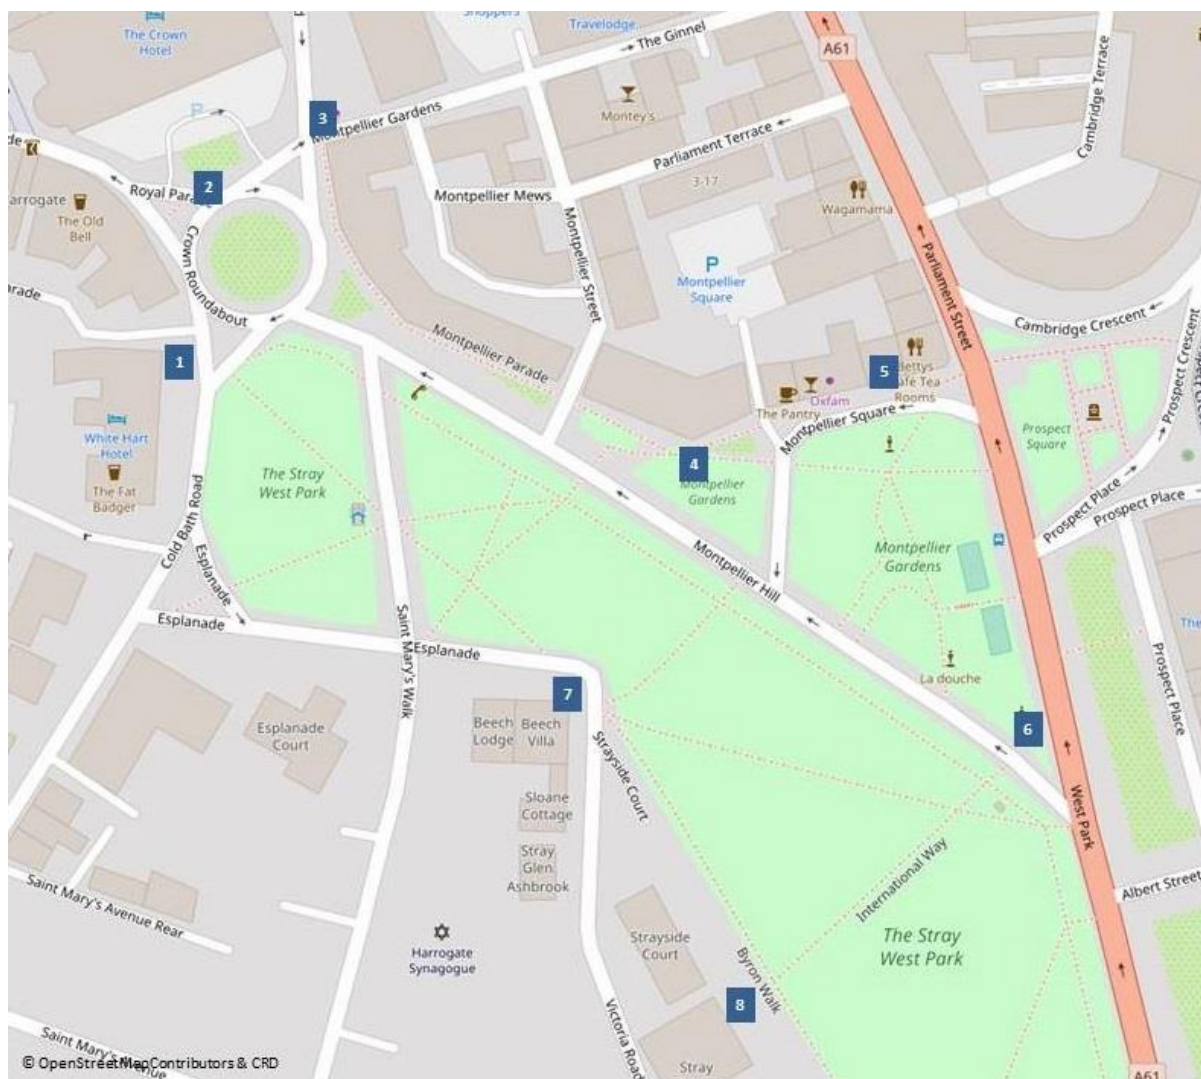 Shoppers
The Crown
Hotel
Travelodge
The Ginnel
A61
Cambridge Terrace
P
3
Montpellier Gardens
Montey's
Parliament Terrace
3-17
Royal Para
2
Montpellier Mews
Wagamama
The Old
Bell
Crown Roundabout
Montpellier Street
P
Montpellier
Square
Parliament Street
Cambridge Crescent
Prospect Crescent
1
Montpellier Parade
5
Bettys
Café Tea
Rooms
Oxfam
The Pantry
Montpellier Square
Prospect
Square
White Hart
Hotel
The Fat
Badger
The Stray
West Park
4
Montpellier
Gardens
Prospect Place
Prospect Place
Cold Bath Road
Esplanade
Montpellier Hill
Montpellier
Gardens
Esplanade
Saint Mary's Walk
Esplanade
La douche
Prospect Place
7
6
Beech
Lodge
Beech
Villa
Esplanade
Court
Strayside Court
West Park
Sloane
Cottage
Stray
Glen
Ashbrook
International Way
Albert Street
Saint Mary's Avenue Rear
Harrogate
Synagogue
Strayside
Court
The Stray
West Park
Byron Walk
8
Victoria Road
Saint Mary's Avenue
Stray
A61
© OpenStreetMap Contributors & CRD